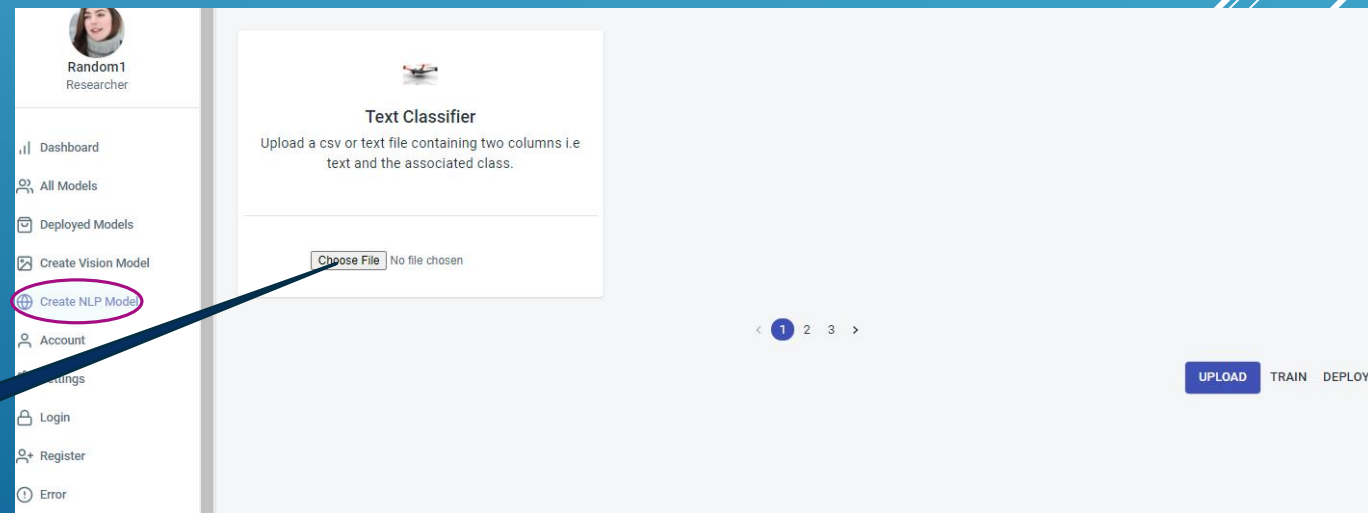 Random1
Researcher
Dashboard
All Models
Deployed Models
Create Vision Model
Create NLP Model
Account
Settings
Login
Register
Error
Text Classifier
Upload a csv or text file containing two columns i.e
text and the associated class.
Choose File No file chosen
< 1 2 3 >
UPLOAD TRAIN DEPLOY